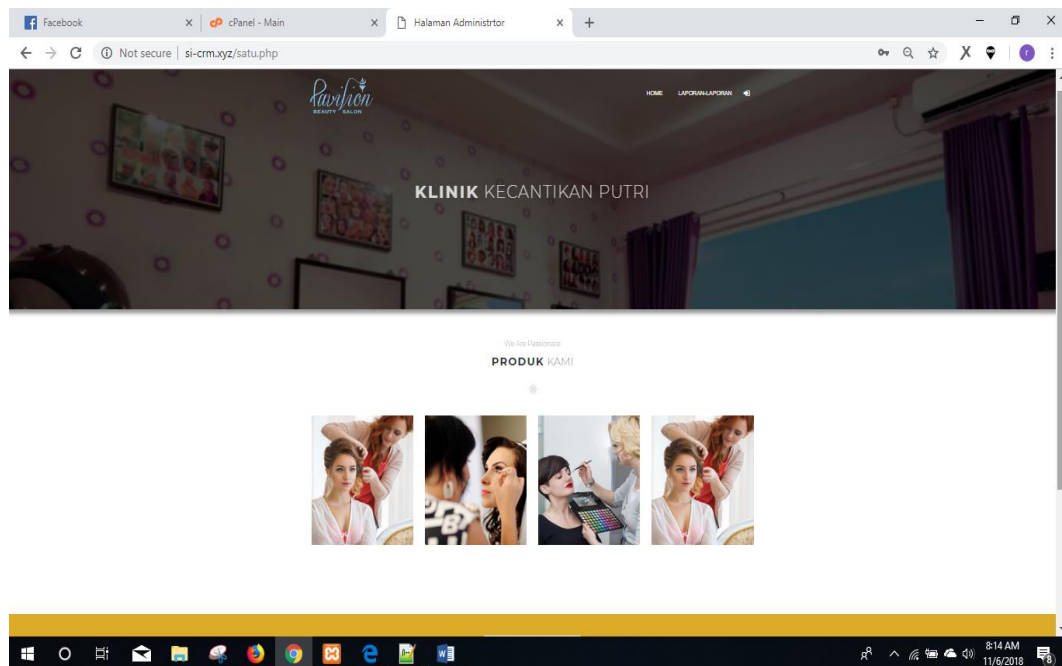 Facebook
cPanel - Main
Halaman Administrtor
Not secure
si-crm.xyz/satu.php
Pavilion
BEAUTY SALON
HOME
LAPORAN-LAPORAN
KLINIK KECANTIKAN PUTRI
We Are Passionate
PRODUK KAMI
8:14 AM
11/6/2018